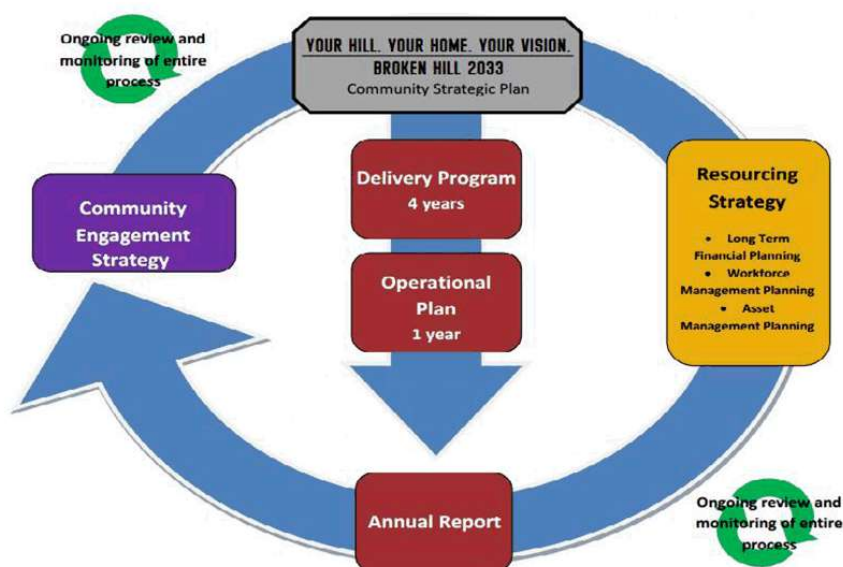 Ongoing review and
monitoring of entire
process
YOUR HILL. YOUR HOME. YOUR VISION.
BROKEN HILL 2033
Community Strategic Plan
Community
Engagement
Strategy
Delivery Program
4 years
Operational
Plan
1 year
Resourcing
Strategy
• Long Term
Financial Planning
• Workforce
Management Planning
• Asset
Management Planning
Annual Report
Ongoing review and
monitoring of entire
process